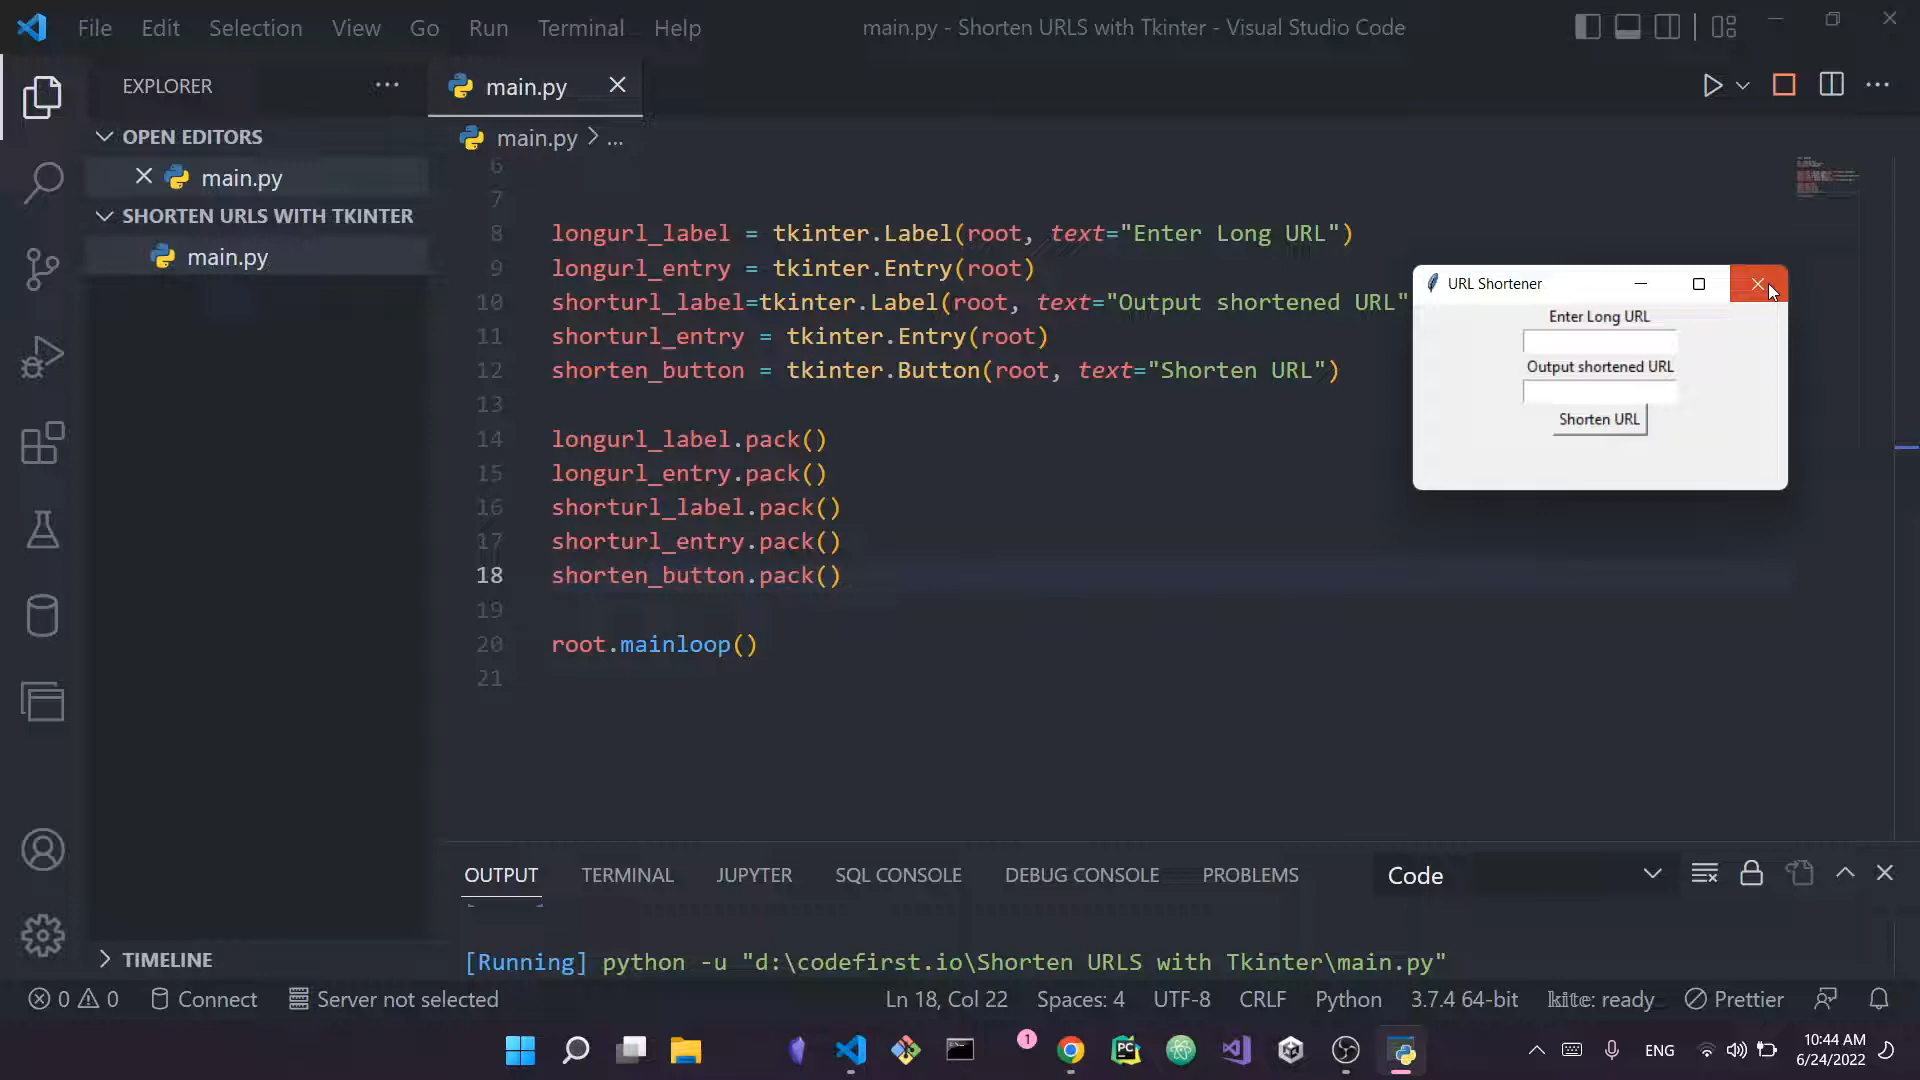 File Edit Selection View Go Run Terminal Help
main.py - Shorten URLS with Tkinter - Visual Studio Code
EXPLORER
main.py
OPEN EDITORS
main.py
SHORTEN URLS WITH TKINTER
main.py
main.py > ...
6
7
8 longurl_label = tkinter.Label(root, text="Enter Long URL")
9 longurl_entry = tkinter.Entry(root)
10 shorturl_label=tkinter.Label(root, text="Output shortened URL"
11 shorturl_entry = tkinter.Entry(root)
12 shorten_button = tkinter.Button(root, text="Shorten URL")
13
14 longurl_label.pack()
15 longurl_entry.pack()
16 shorturl_label.pack()
17 shorturl_entry.pack()
18 shorten_button.pack()
19
20 root.mainloop()
21
URL Shortener
Enter Long URL
Output shortened URL
Shorten URL
OUTPUT TERMINAL JUPYTER SQL CONSOLE DEBUG CONSOLE PROBLEMS
Code
[Running] python -u "d:\codefirst.io\Shorten URLS with Tkinter\main.py"
TIMELINE
0 0 Connect Server not selected
Ln 18, Col 22 Spaces: 4 UTF-8 CRLF Python 3.7.4 64-bit kite: ready Prettier
1
PC
ENG
10:44 AM
6/24/2022